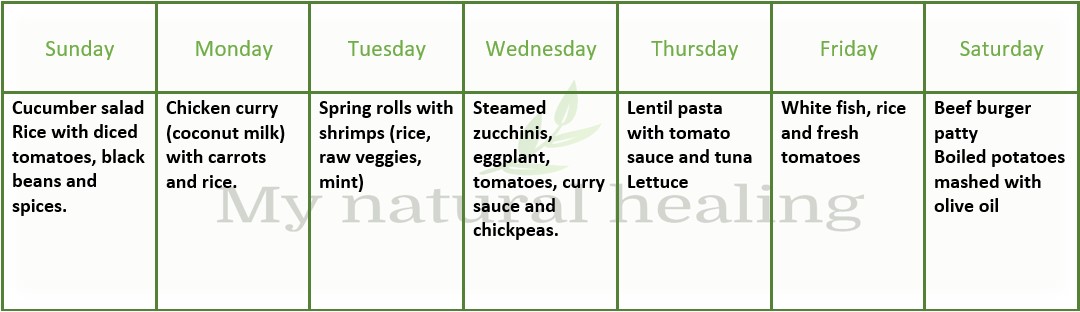 Sunday
Monday
Tuesday
Wednesday
Thursday
Friday
Saturday
Cucumber salad
Rice with diced
tomatoes, black
beans and
spices.
Chicken curry
(coconut milk)
with carrots
and rice.
Spring rolls with
shrimps (rice,
raw veggies,
mint)
Steamed
zucchinis,
eggplant,
tomatoes, curry
sauce and
chickpeas.
Lentil pasta
with tomato
sauce and tuna
Lettuce
White fish, rice
and fresh
tomatoes
Beef burger
patty
Boiled potatoes
mashed with
olive oil
My natural healing